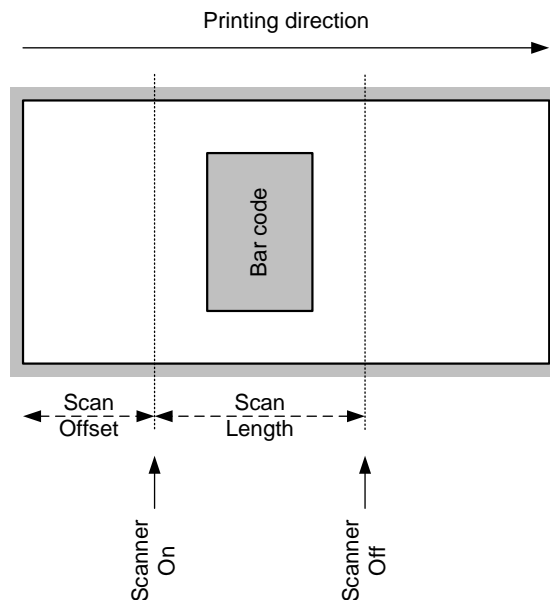 Printing direction
Bar code
Scan
Offset
Scan
Length
Scanner
On
Scanner
Off